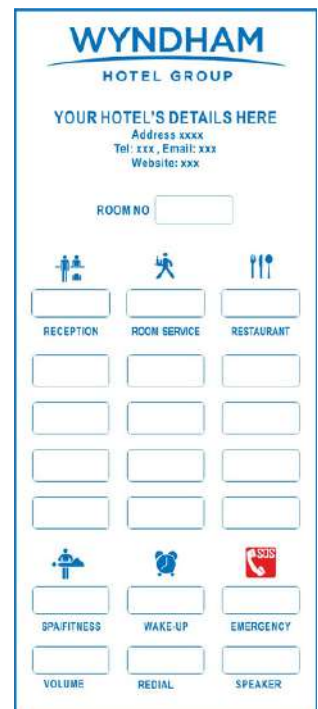 WYNDHAM
HOTEL GROUP
YOUR HOTEL'S DETAILS HERE
Address xxxx
Tel: xxx , Email: xxx
Website: xxx
ROOM NO
RECEPTION ROOM SERVICE RESTAURANT
SOS
SPA/FITNESS WAKE-UP EMERGENCY
VOLUME REDIAL SPEAKER